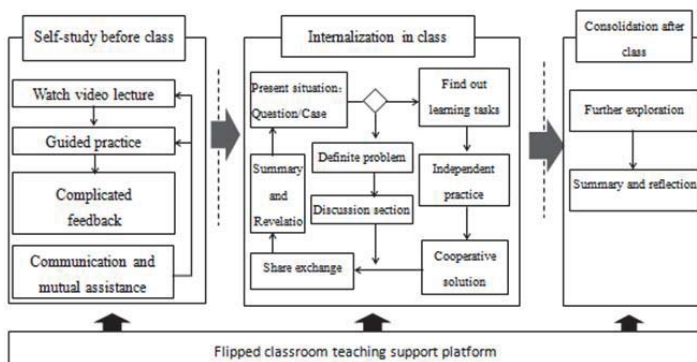 Self-study before class
Watch video lecture
Guided practice
Complicated
feedback
Communication and
mutual assistance
Internalization in class
Present situation:
Question/Case
Find out
learning tasks
Definite problem
Independent
practice
Summary
and
Revelatio
Discussion section
Share exchange
Cooperative
solution
Consolidation after
class
Further exploration
Summary and reflection
Flipped classroom teaching support platform